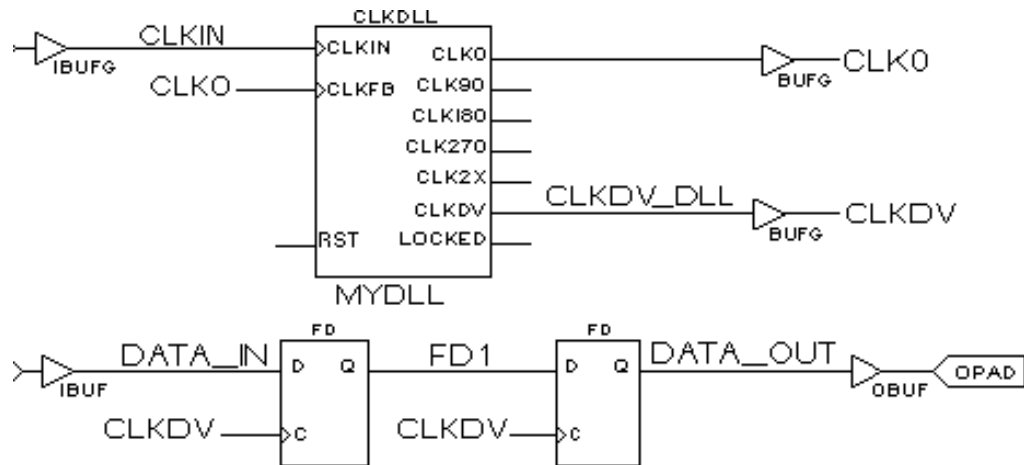 CLKDLL
CLKIN
IBUFG
CLKIN
CLK0
CLK0
BUFG
CLK0
CLKFB
CLK90
CLK180
CLK270
CLK2X
CLKDV
CLKDV_DLL
BUFG
CLKDV
RST
LOCKED
MYDLL
FD
FD
DATA_IN
IBUF
D
Q
FD1
D
Q
DATA_OUT
OBUF
OPAD
CLKDV
C
CLKDV
C